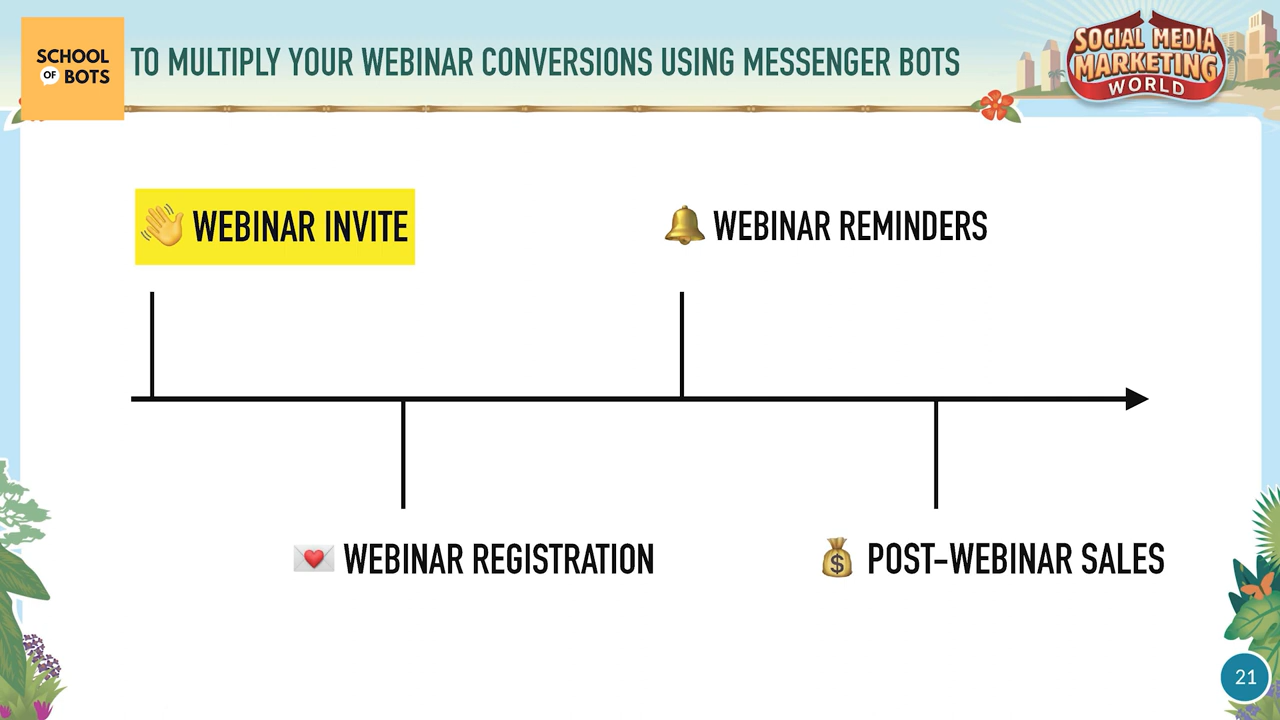 SCHOOL
OF BOTS
TO MULTIPLY YOUR WEBINAR CONVERSIONS USING MESSENGER BOTS
SOCIAL MEDIA
MARKETING
WORLD
👋 WEBINAR INVITE
🔔 WEBINAR REMINDERS
💌 WEBINAR REGISTRATION
💰 POST-WEBINAR SALES
21